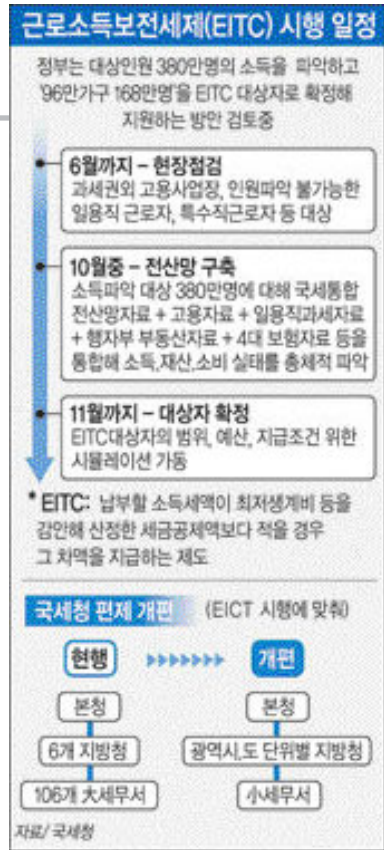 근로소득보전세제(EITC) 시행 일정
정부는 대상인원 380만명의 소득을 파악하고
'96만가구 168만명'을 EITC 대상자로 확정해
지원하는 방안 검토중
6월까지 – 현장점검
과세권외 고용사업장, 인원파악 불가능한
일용직 근로자, 특수직근로자 등 대상
10월중 – 전산망 구축
소득파악 대상 380만명에 대해 국세통합
전산망자료 + 고용자료 + 일용직과세자료
+ 행자부 부동산자료 + 4대 보험자료 등을
통합해 소득,재산,소비 실태를 총체적 파악
11월까지 – 대상자 확정
EITC대상자의 범위, 예산, 지급조건 위한
시뮬레이션 가동
* EITC: 납부할 소득세액이 최저생계비 등을
감안해 산정한 세금공제액보다 적을 경우
그 차액을 지급하는 제도
국세청 편제 개편 (EICT 시행에 맞춰)
현행 개편
본청 본청
6개 지방청 광역시,도 단위별 지방청
106개 大세무서 小세무서
자료/ 국세청